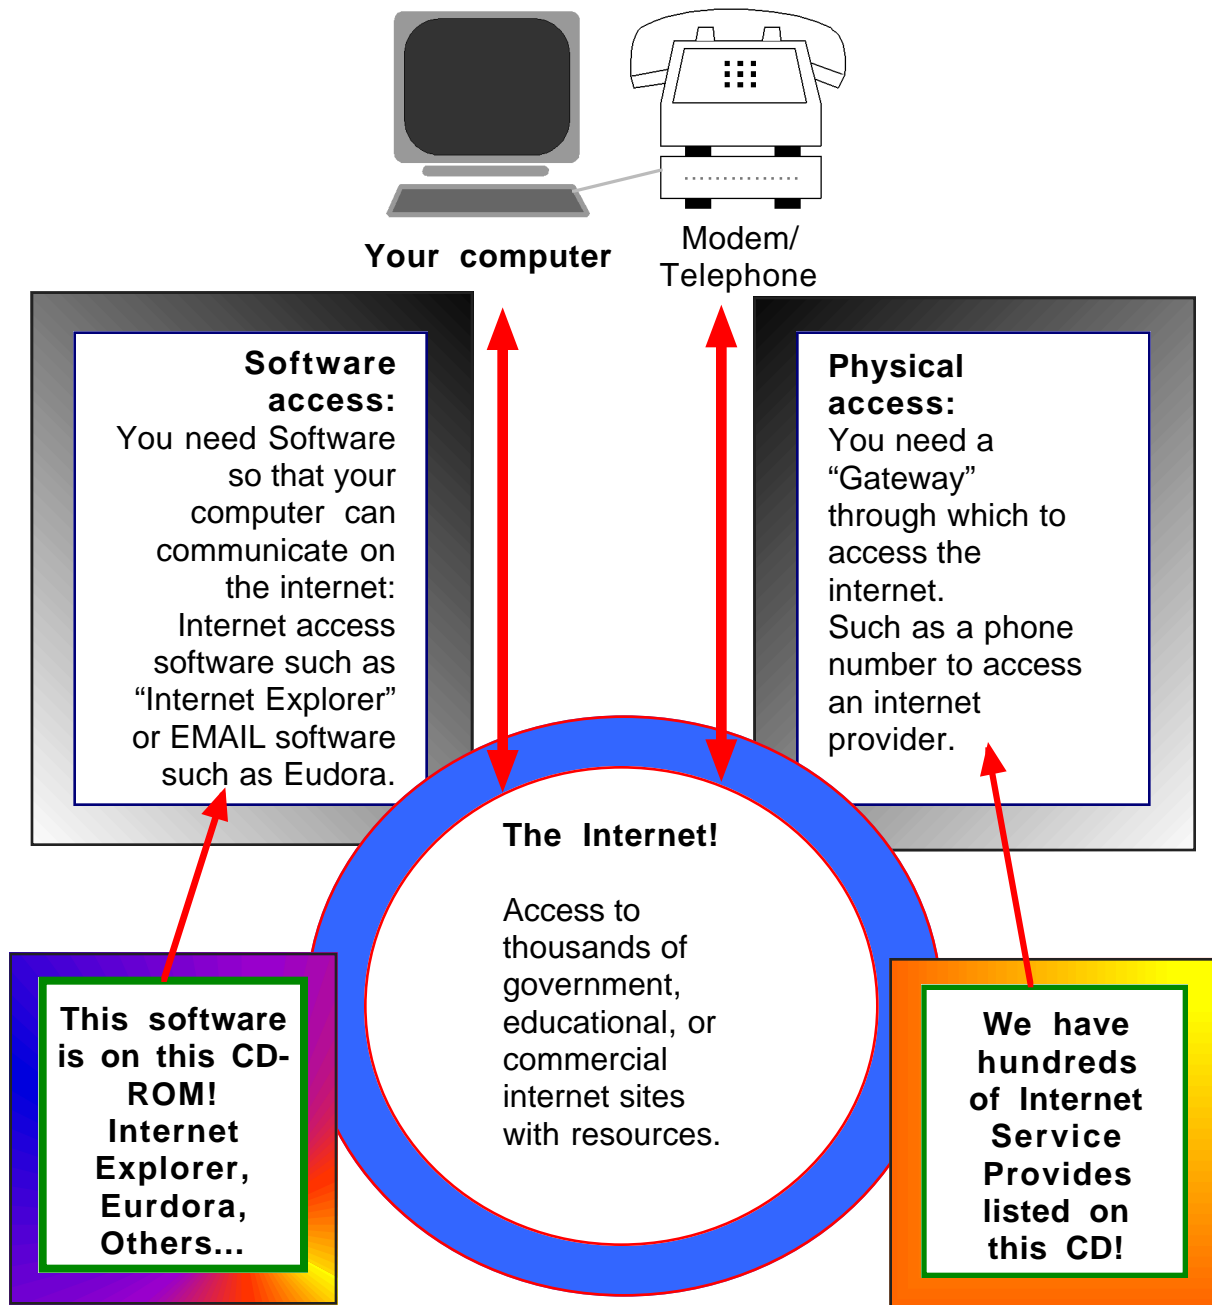 Your computer
Modem/
Telephone
Software
access:
You need Software
so that your
computer can
communicate on
the internet:
Internet access
software such as
“Internet Explorer”
or EMAIL software
such as Eudora.
Physical
access:
You need a
“Gateway”
through which to
access the
internet.
Such as a phone
number to access
an internet
provider.
The Internet!
Access to
thousands of
government,
educational, or
commercial
internet sites
with resources.
This software
is on this CD-
ROM!
Internet
Explorer,
Eurdora,
Others...
We have
hundreds
of Internet
Service
Provides
listed on
this CD!